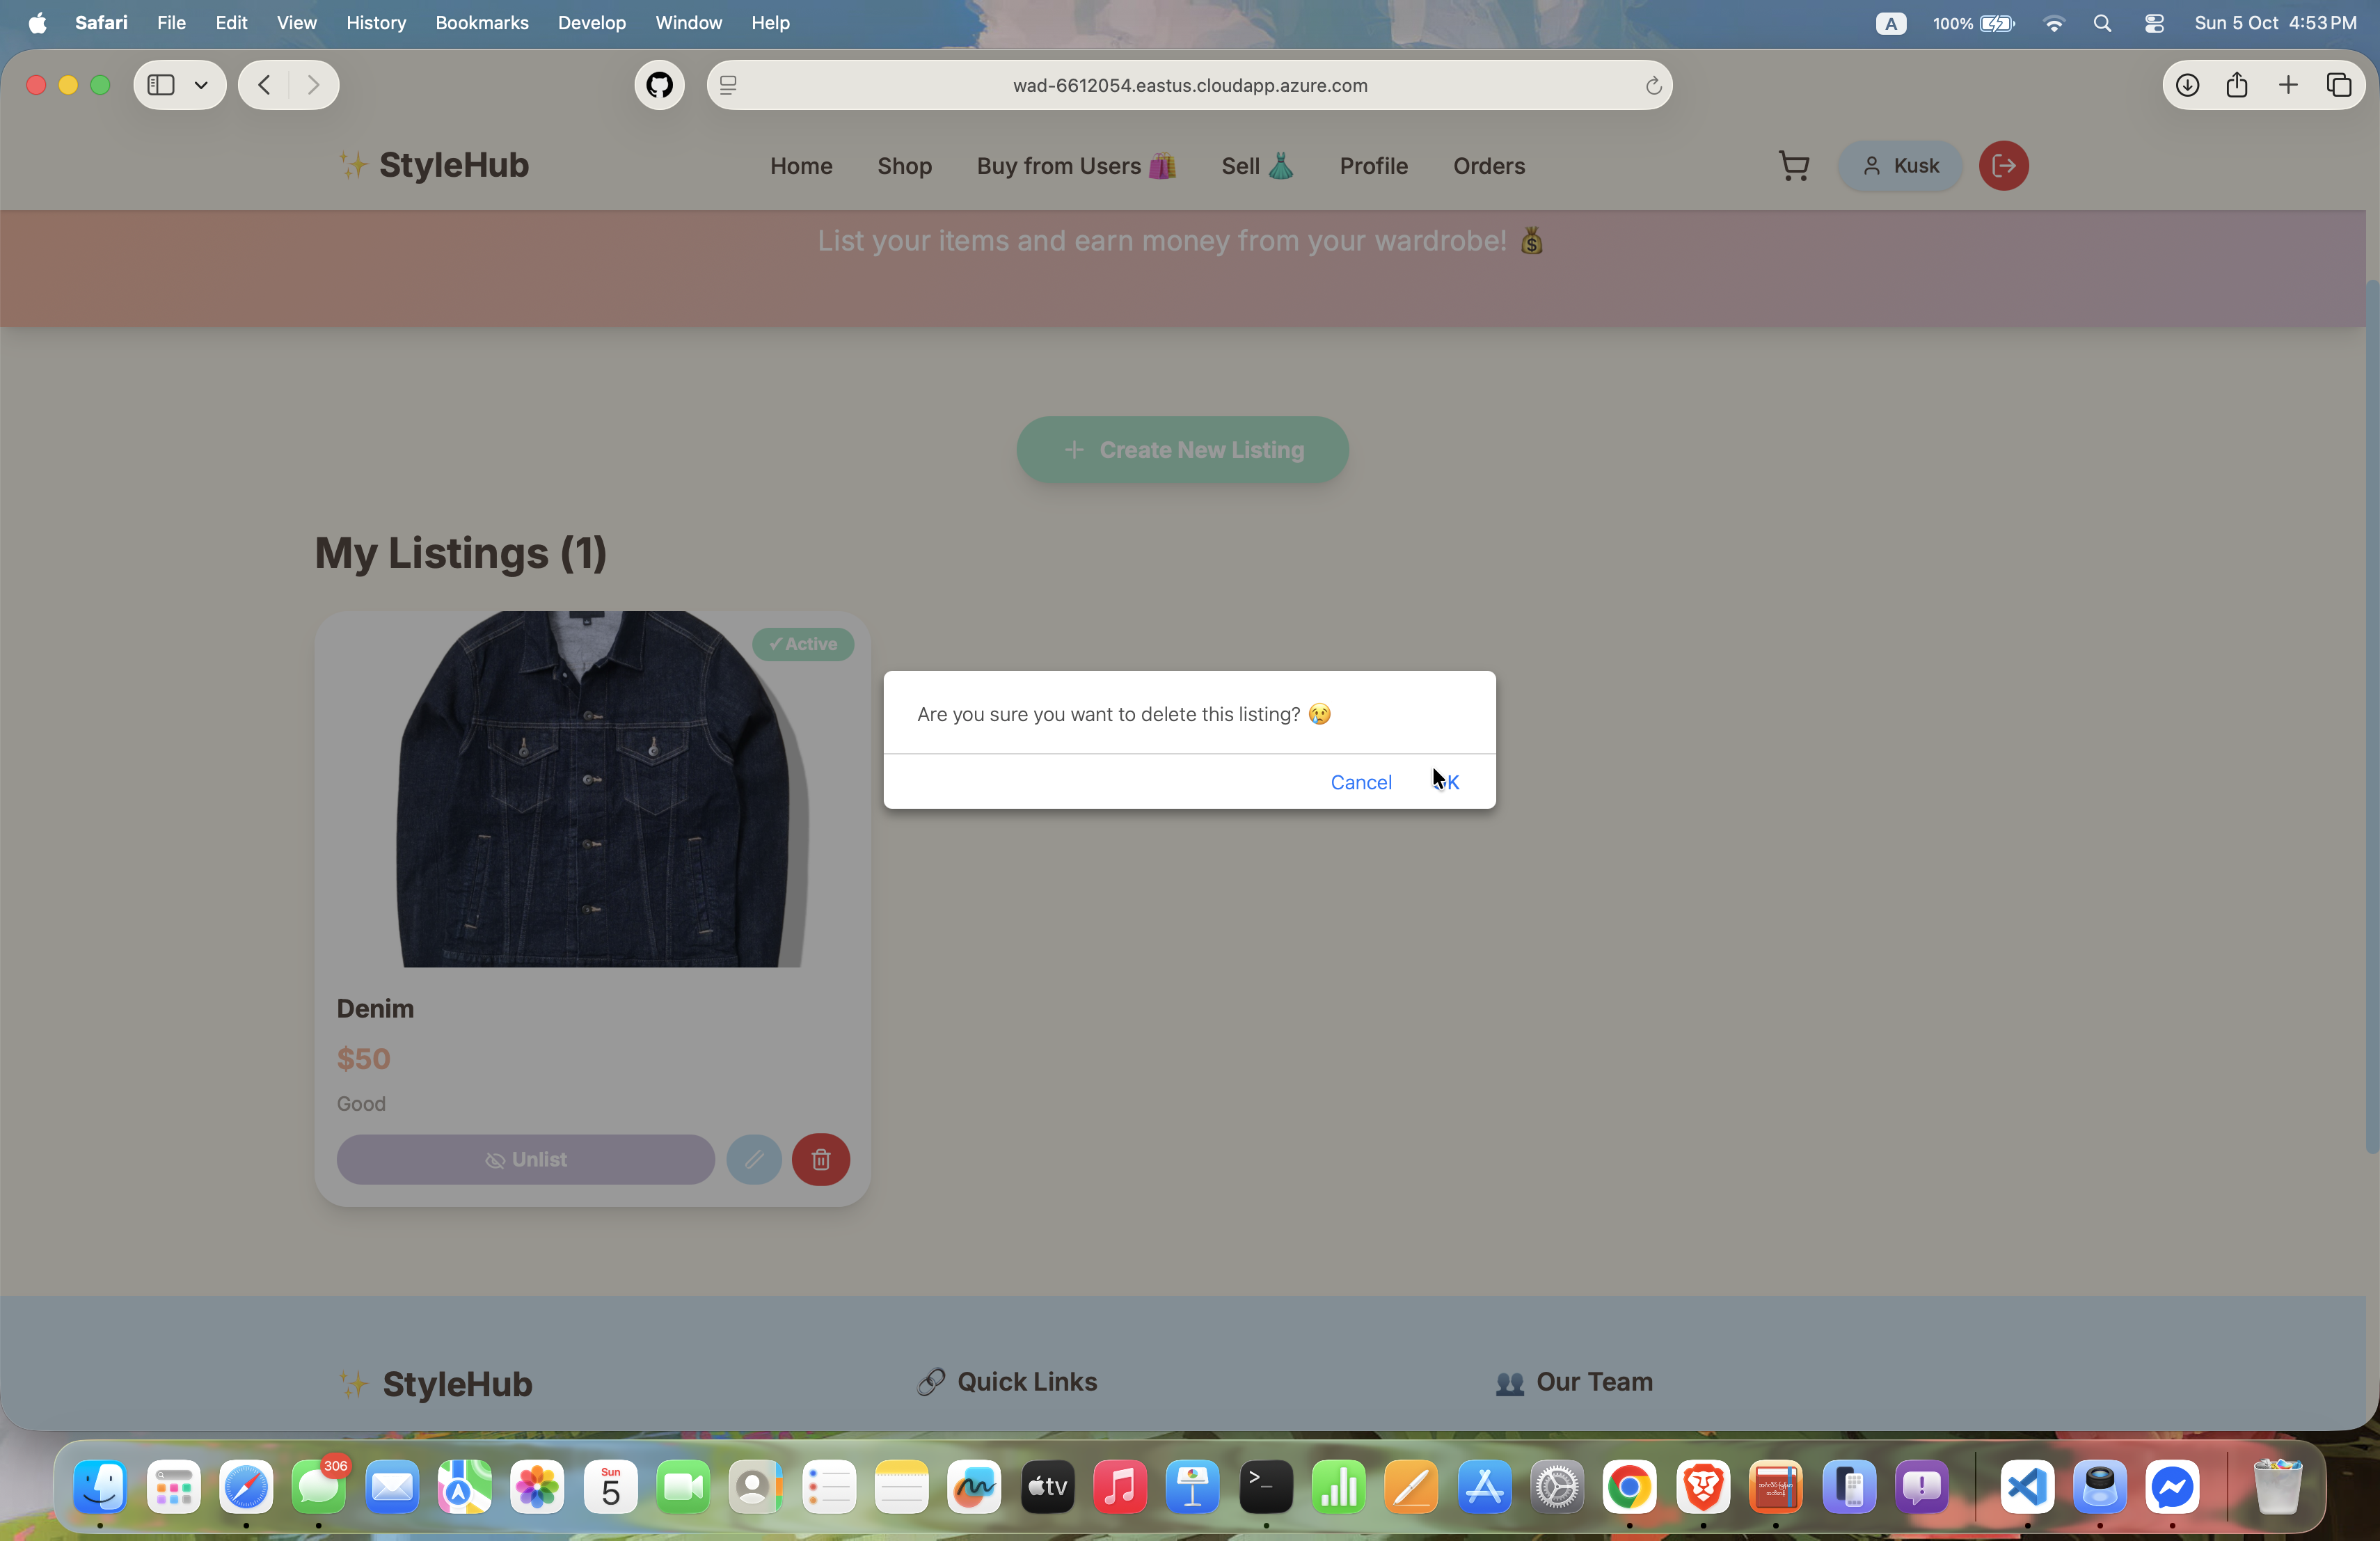 Safari File Edit View History Bookmarks Develop Window Help A 100% Sun 5 Oct 4:53 PM
wad-6612054.eastus.cloudapp.azure.com
✨ StyleHub Home Shop Buy from Users 🛍️ Sell 👗 Profile Orders Kusk
List your items and earn money from your wardrobe! 💰
+ Create New Listing
My Listings (1)
✓ Active
Are you sure you want to delete this listing? 😢
Cancel K
Denim
$50
Good
Unlist
✨ StyleHub 🔗 Quick Links 👥 Our Team
306
Sun
5
tv